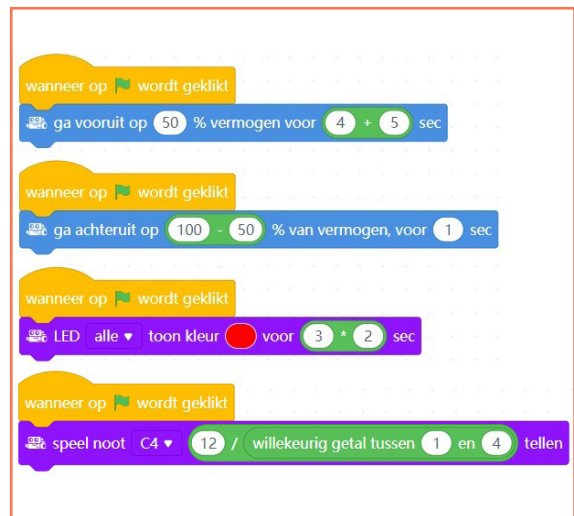 wanneer op wordt geklikt
ga vooruit op 50 % vermogen voor 4 + 5 sec
wanneer op wordt geklikt
ga achteruit op 100 - 50 % van vermogen, voor 1 sec
wanneer op wordt geklikt
LED alle toon kleur voor 3 * 2 sec
wanneer op wordt geklikt
speel noot C4 12 / willekeurig getal tussen 1 en 4 tellen